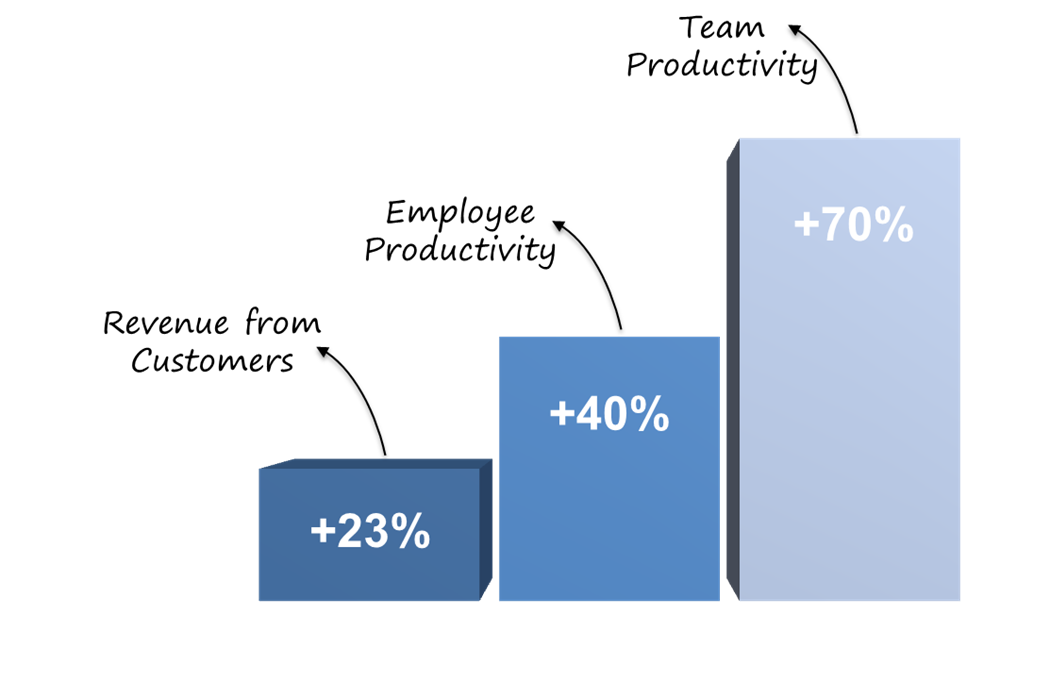 Team
Productivity
+70%
Employee
Productivity
+40%
Revenue from
Customers
+23%